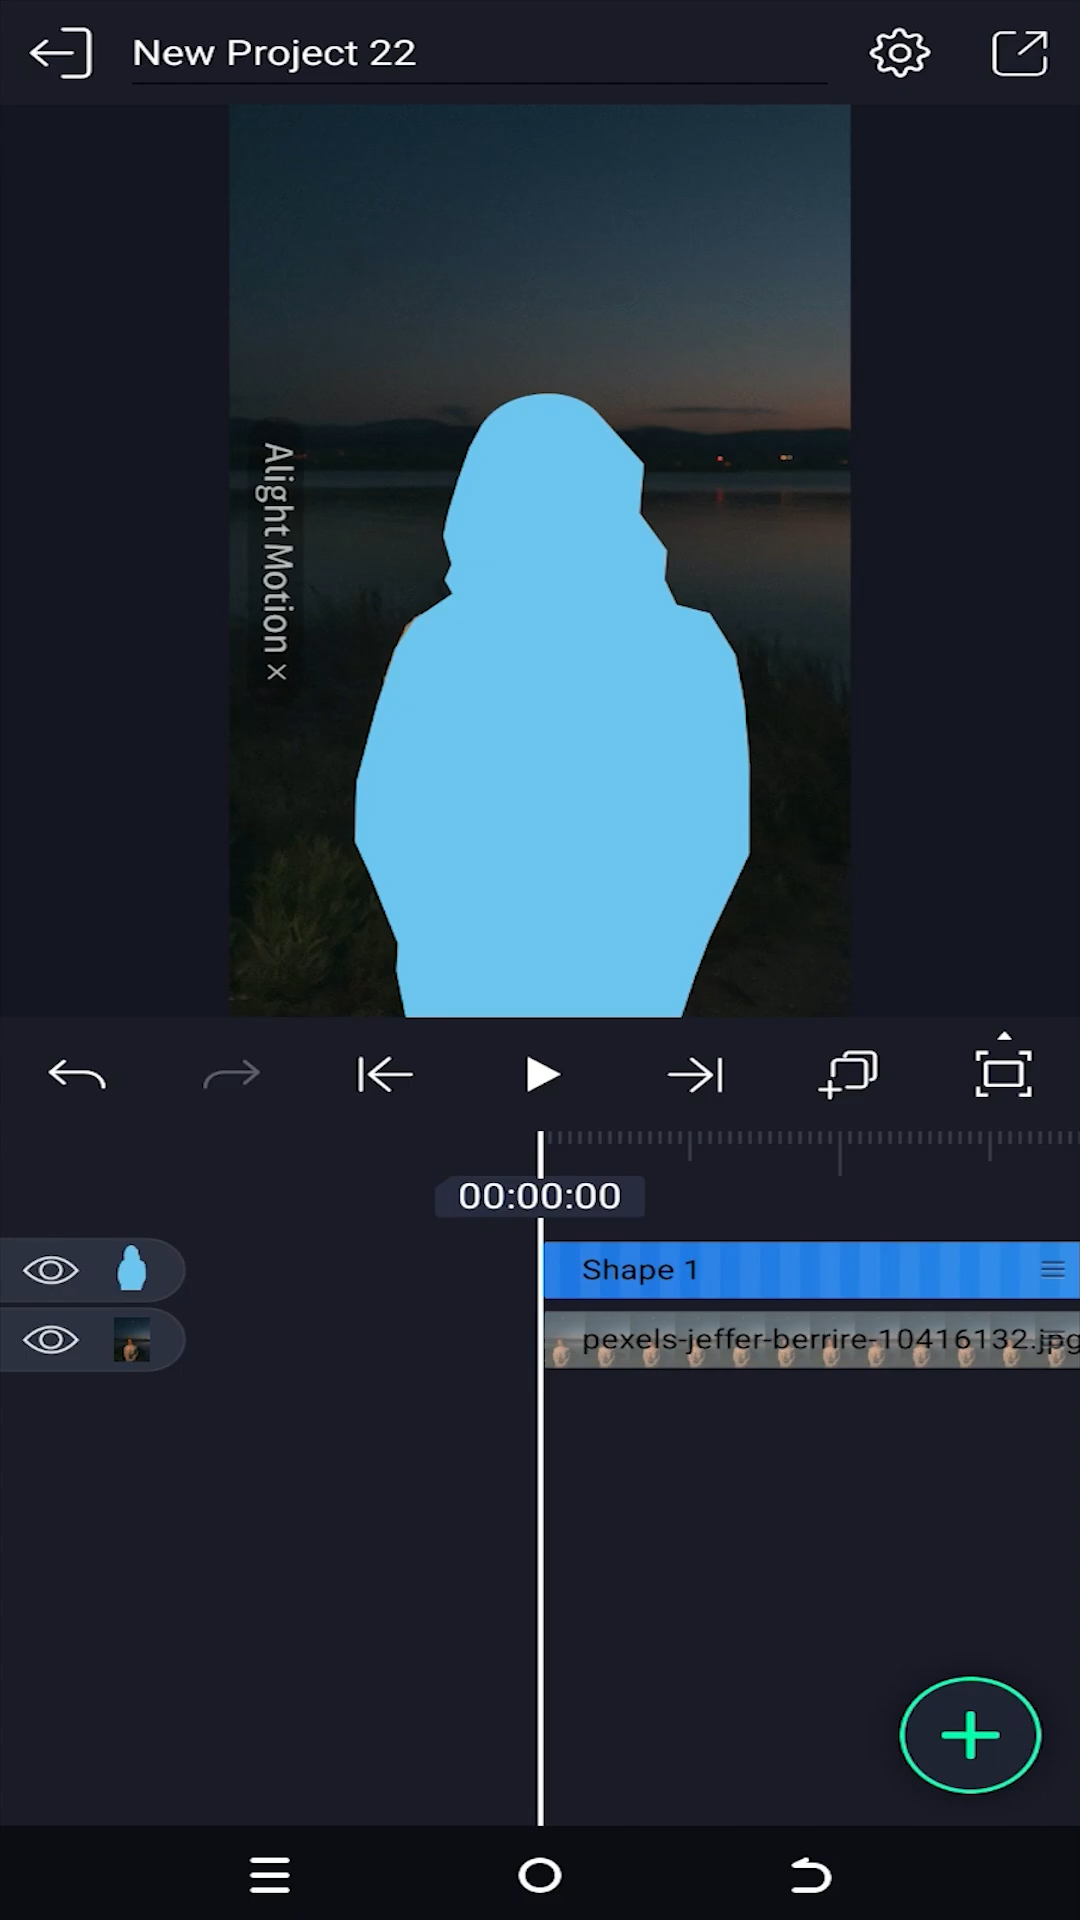 New Project 22
Alight Motion ×
00:00:00
Shape 1
pexels-jeffer-berrire-10416132.jpg